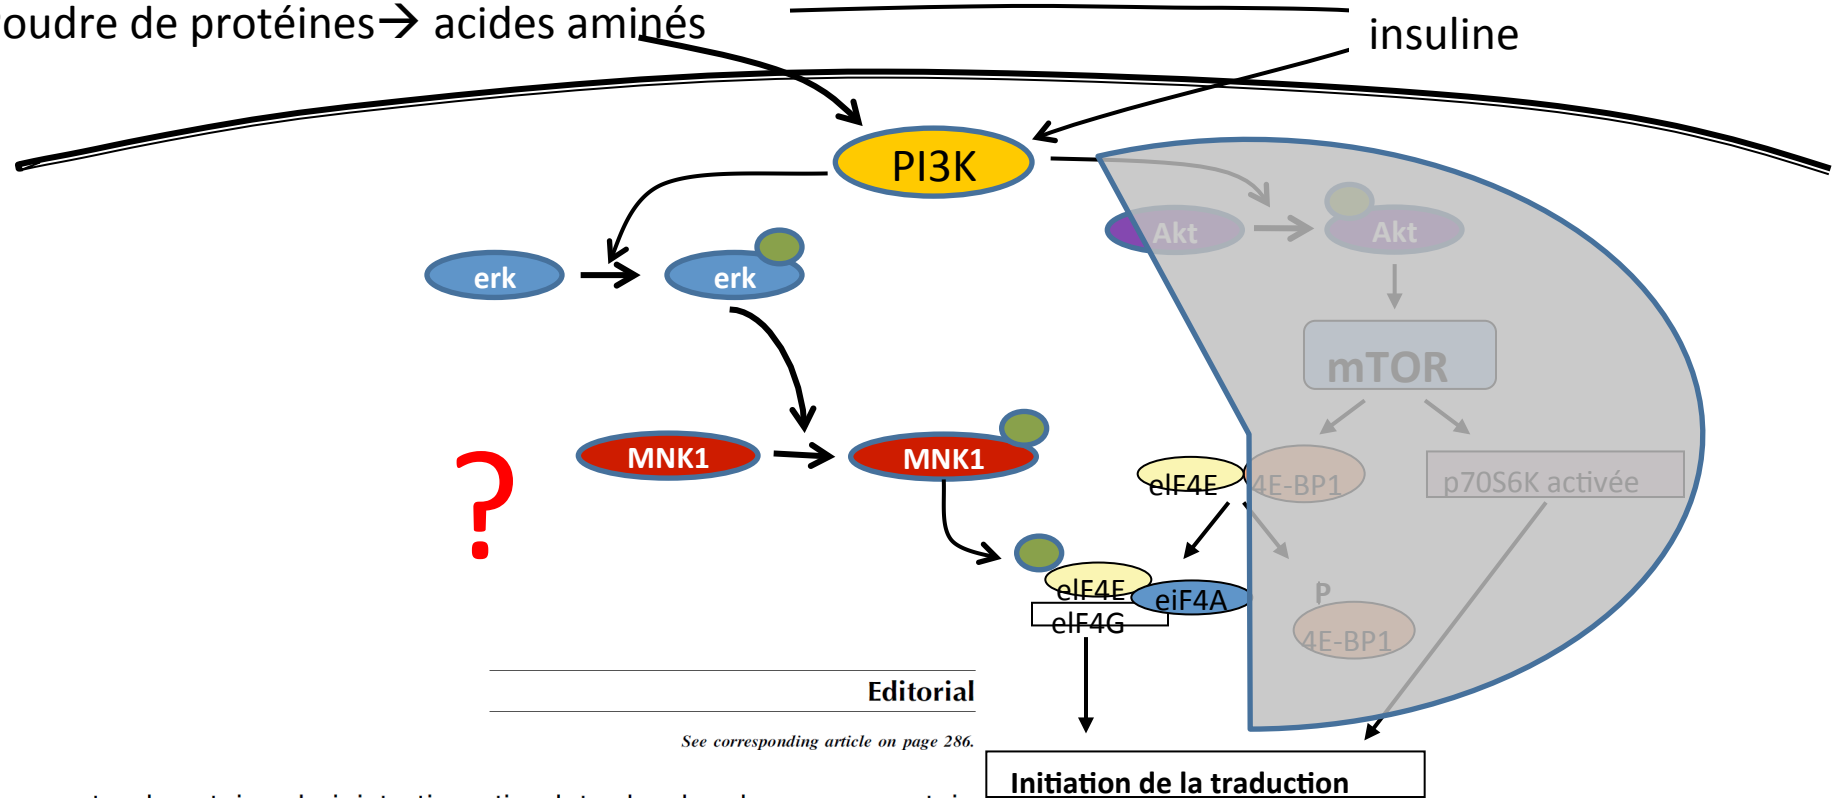 oudre de protéines→ acides aminés
insuline
PI3K
Akt
Akt
erk
erk
mTOR
?
MNK1
MNK1
elF4E
4E-BP1
p70S6K activée
elF4E
eiF4A
elF4G
P
4E-BP1
Editorial
See corresponding article on page 286.
Initiation de la traduction